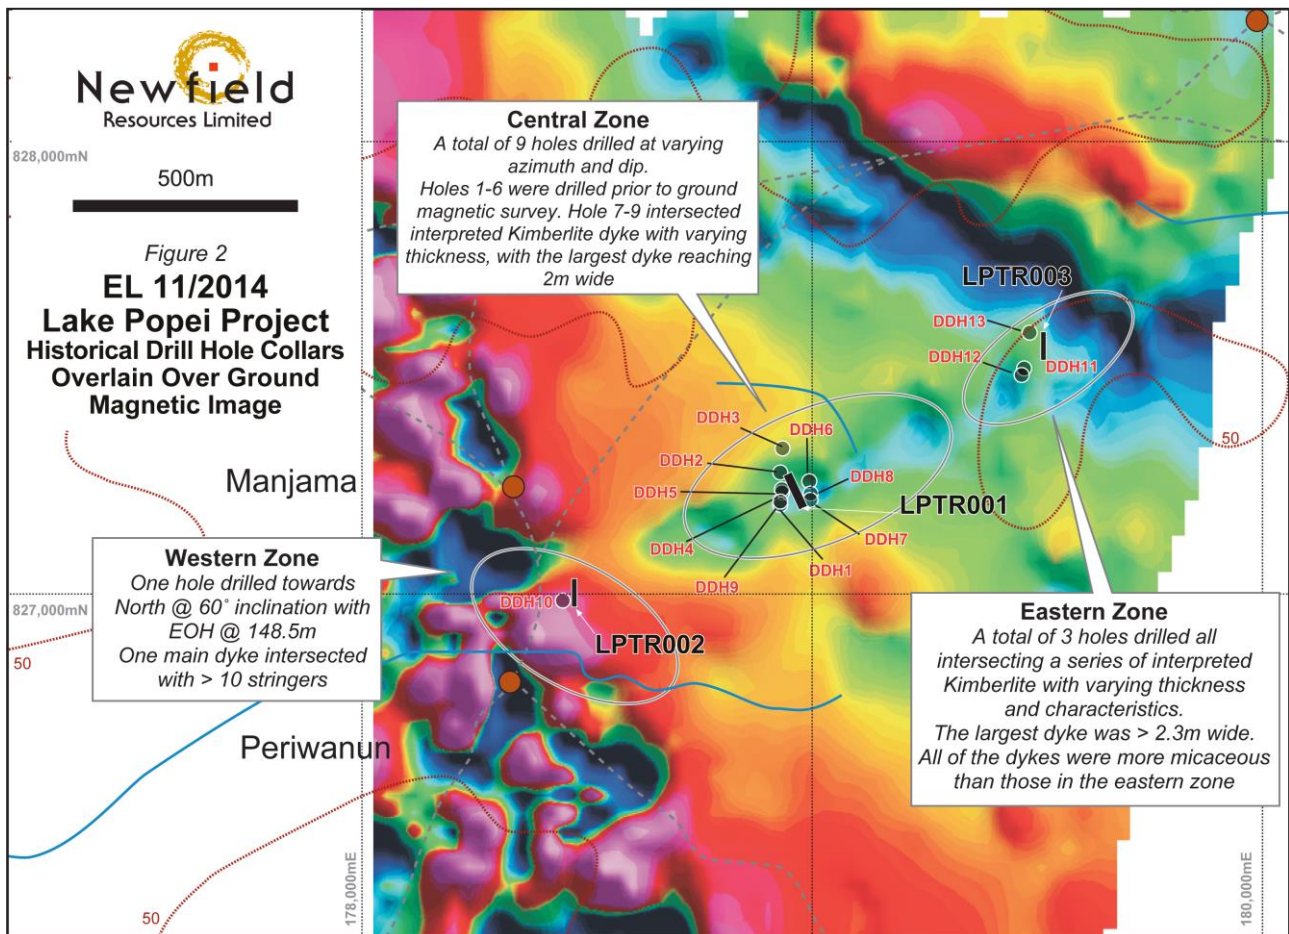 Newfield
Resources Limited
828,000mN
500m
Figure 2
EL 11/2014
Lake Popei Project
Historical Drill Hole Collars
Overlain Over Ground
Magnetic Image
Central Zone
A total of 9 holes drilled at varying
azimuth and dip.
Holes 1-6 were drilled prior to ground
magnetic survey. Hole 7-9 intersected
interpreted Kimberlite dyke with varying
thickness, with the largest dyke reaching
2m wide
LPTR003
DDH13
DDH12
DDH11
DDH3
DDH6
DDH2
DDH5
DDH8
LPTR001
DDH4
DDH7
DDH9
DDH1
50
Manjama
Western Zone
One hole drilled towards
North @ 60° inclination with
EOH @ 148.5m
One main dyke intersected
with > 10 stringers
DDH10
LPTR002
827,000mN
50
Periwanun
Eastern Zone
A total of 3 holes drilled all
intersecting a series of interpreted
Kimberlite with varying thickness
and characteristics.
The largest dyke was > 2.3m wide.
All of the dykes were more micaceous
than those in the eastern zone
50
178,000mE
180,000mE